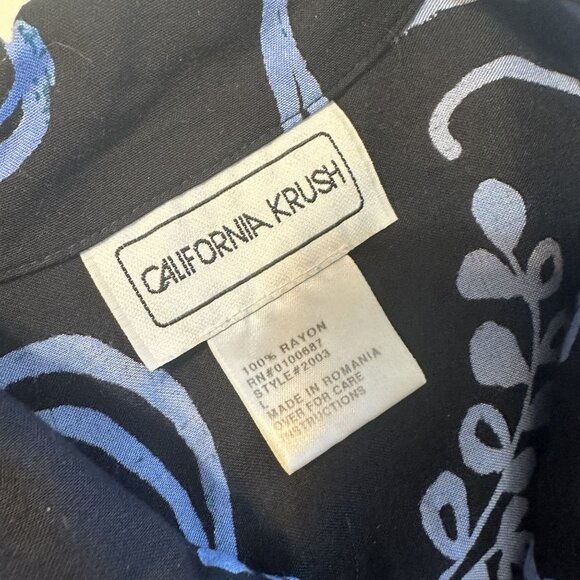 CALIFORNIA KRUSH
100% RAYON
RN#0100687
STYLE#2003
L
MADE IN ROMANIA
OVER FOR CARE
INSTRUCTIONS